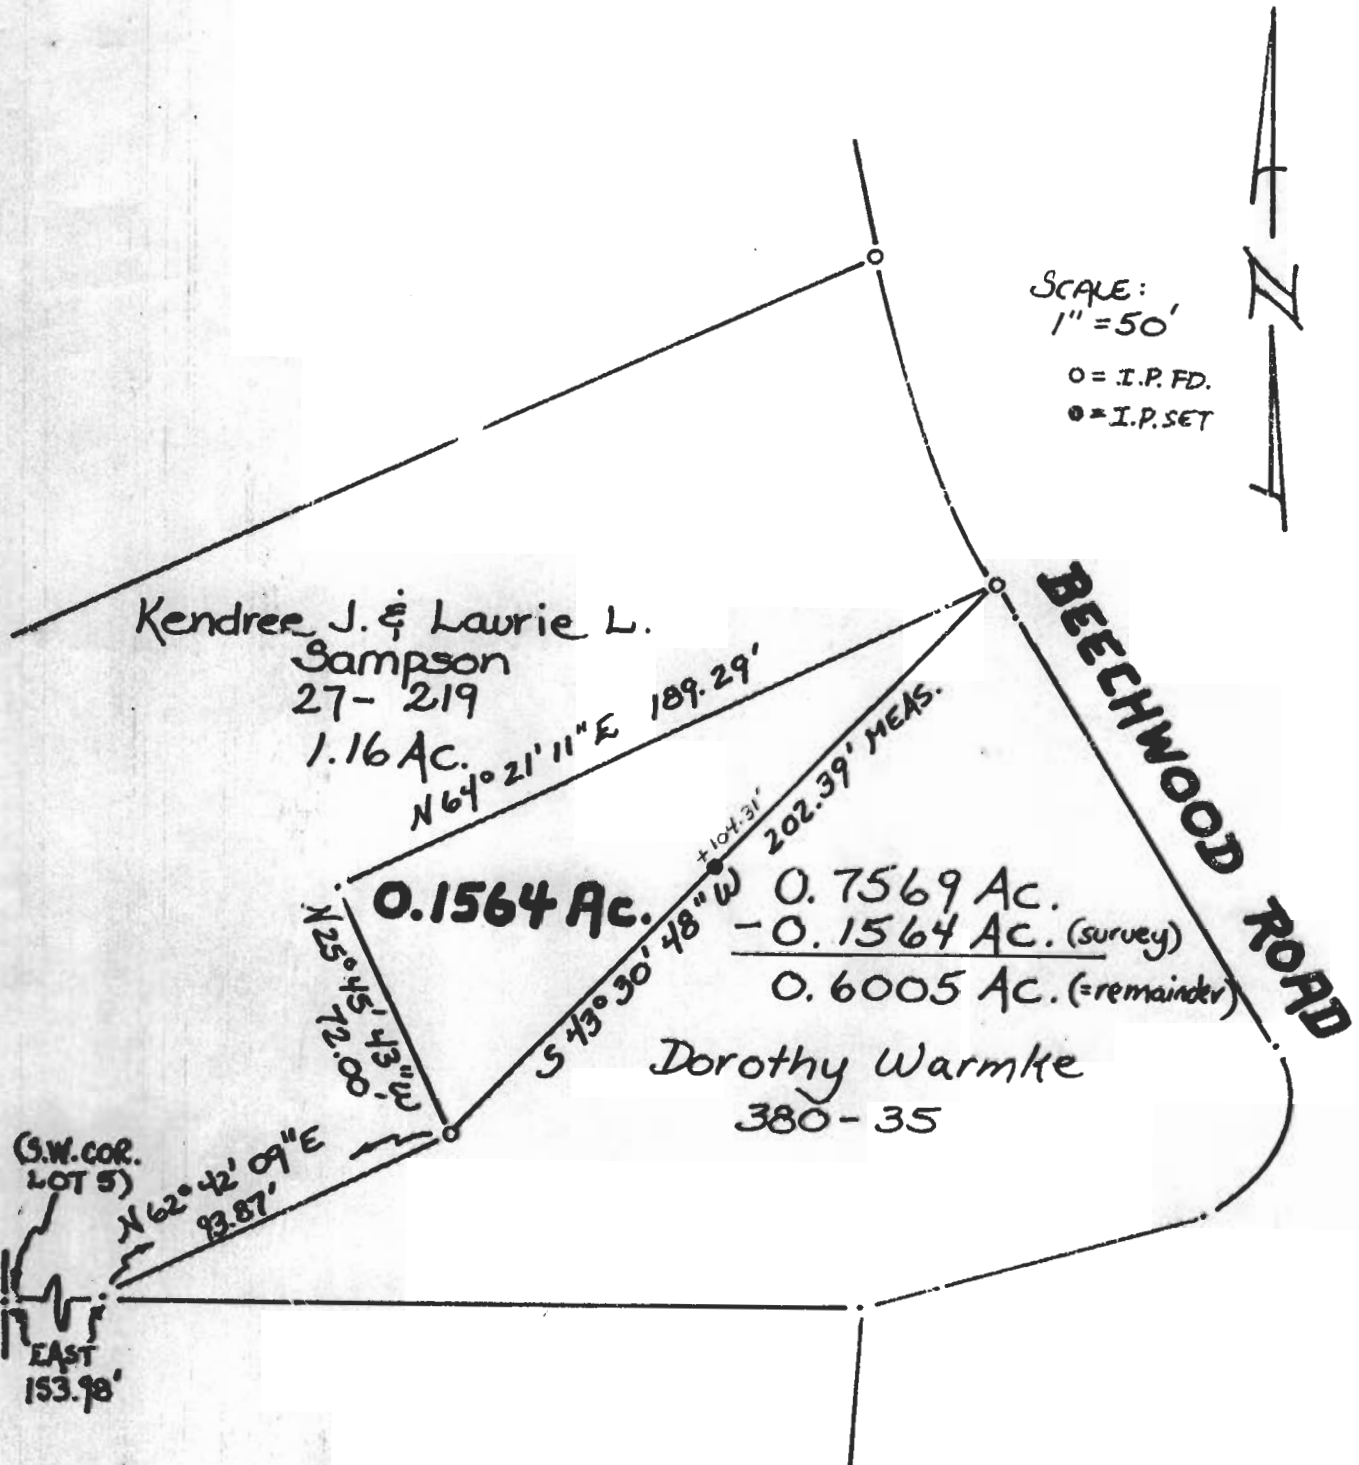 N
SCALE:
1" = 50'
O = I.P. FD.
● = I.P. SET
BEECHWOOD ROAD
Kendree J. & Laurie L.
Sampson
27 - 219
1.16 Ac.
N 64° 21' 11" E 189.29'
+104.31'
202.39' MEAS.
S 43° 30' 48" W
0.1564 Ac.
N 25° 45' 43" W
72.00'
0.7569 Ac.
- 0.1564 Ac. (survey)
0.6005 Ac. (=remainder)
Dorothy Warmke
380 - 35
(S.W. COR.
LOT 5)
N 62° 42' 09" E
93.87'
EAST
153.98'